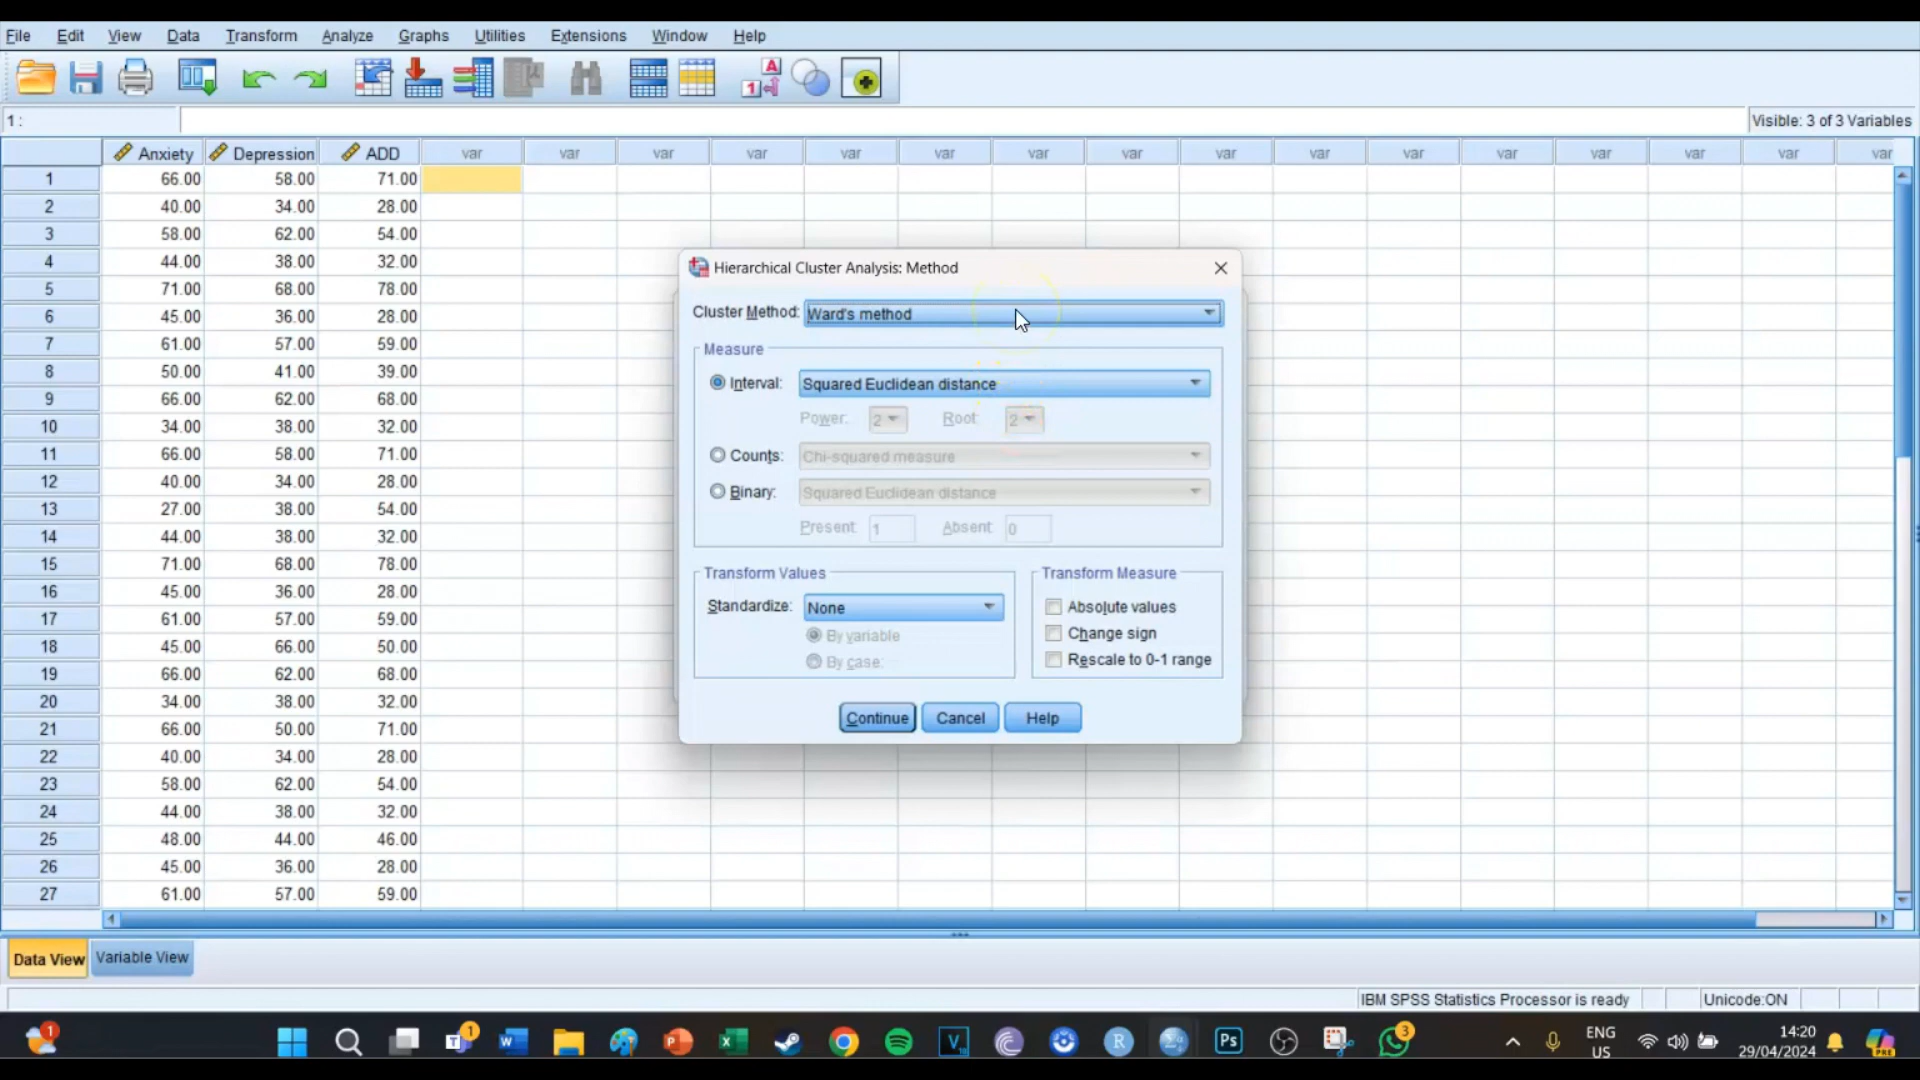 File Edit View Data Transform Analyze Graphs Utilities Extensions Window Help
1 :
Visible: 3 of 3 Variables
Anxiety Depression ADD var var var var var var var var var var var var var var var var
1 66.00 58.00 71.00
2 40.00 34.00 28.00
3 58.00 62.00 54.00
4 44.00 38.00 32.00
5 71.00 68.00 78.00
6 45.00 36.00 28.00
7 61.00 57.00 59.00
8 50.00 41.00 39.00
9 66.00 62.00 68.00
10 34.00 38.00 32.00
11 66.00 58.00 71.00
12 40.00 34.00 28.00
13 27.00 38.00 54.00
14 44.00 38.00 32.00
15 71.00 68.00 78.00
16 45.00 36.00 28.00
17 61.00 57.00 59.00
18 45.00 66.00 50.00
19 66.00 62.00 68.00
20 34.00 38.00 32.00
21 66.00 50.00 71.00
22 40.00 34.00 28.00
23 58.00 62.00 54.00
24 44.00 38.00 32.00
25 48.00 44.00 46.00
26 45.00 36.00 28.00
27 61.00 57.00 59.00
Hierarchical Cluster Analysis: Method
Cluster Method: Ward's method
Measure
Interval: Squared Euclidean distance
Power: 2 Root: 2
Counts: Chi-squared measure
Binary: Squared Euclidean distance
Present: 1 Absent: 0
Transform Values
Standardize: None
By variable
By case:
Transform Measure
Absolute values
Change sign
Rescale to 0-1 range
Continue Cancel Help
Data View Variable View
IBM SPSS Statistics Processor is ready Unicode:ON
ENG
US
14:20
29/04/2024